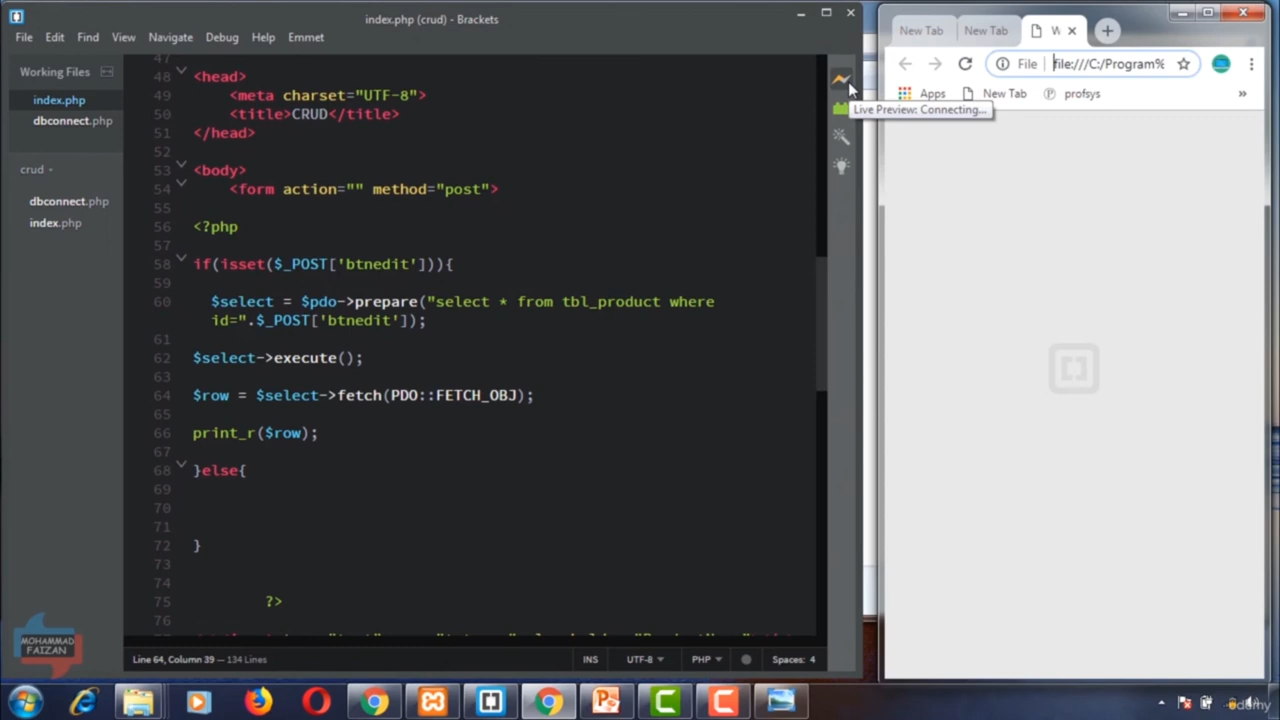 index.php (crud) - Brackets
File Edit Find View Navigate Debug Help Emmet
Working Files
index.php
dbconnect.php
crud
dbconnect.php
index.php
47
48 <head>
49 <meta charset="UTF-8">
50 <title>CRUD</title>
51 </head>
52
53 <body>
54 <form action="" method="post">
55
56 <?php
57
58 if(isset($_POST['btnedit'])){
59
60 $select = $pdo->prepare("select * from tbl_product where
id=".$_POST['btnedit']);
61
62 $select->execute();
63
64 $row = $select->fetch(PDO::FETCH_OBJ);
65
66 print_r($row);
67
68 }else{
69
70
71
72 }
73
74
75 ?>
76
Line 64, Column 39 — 134 Lines
INS UTF-8 PHP Spaces: 4
Live Preview: Connecting...
New Tab New Tab W
File file:///C:/Program%
Apps New Tab profsys
»
MOHAMMAD
FAIZAN